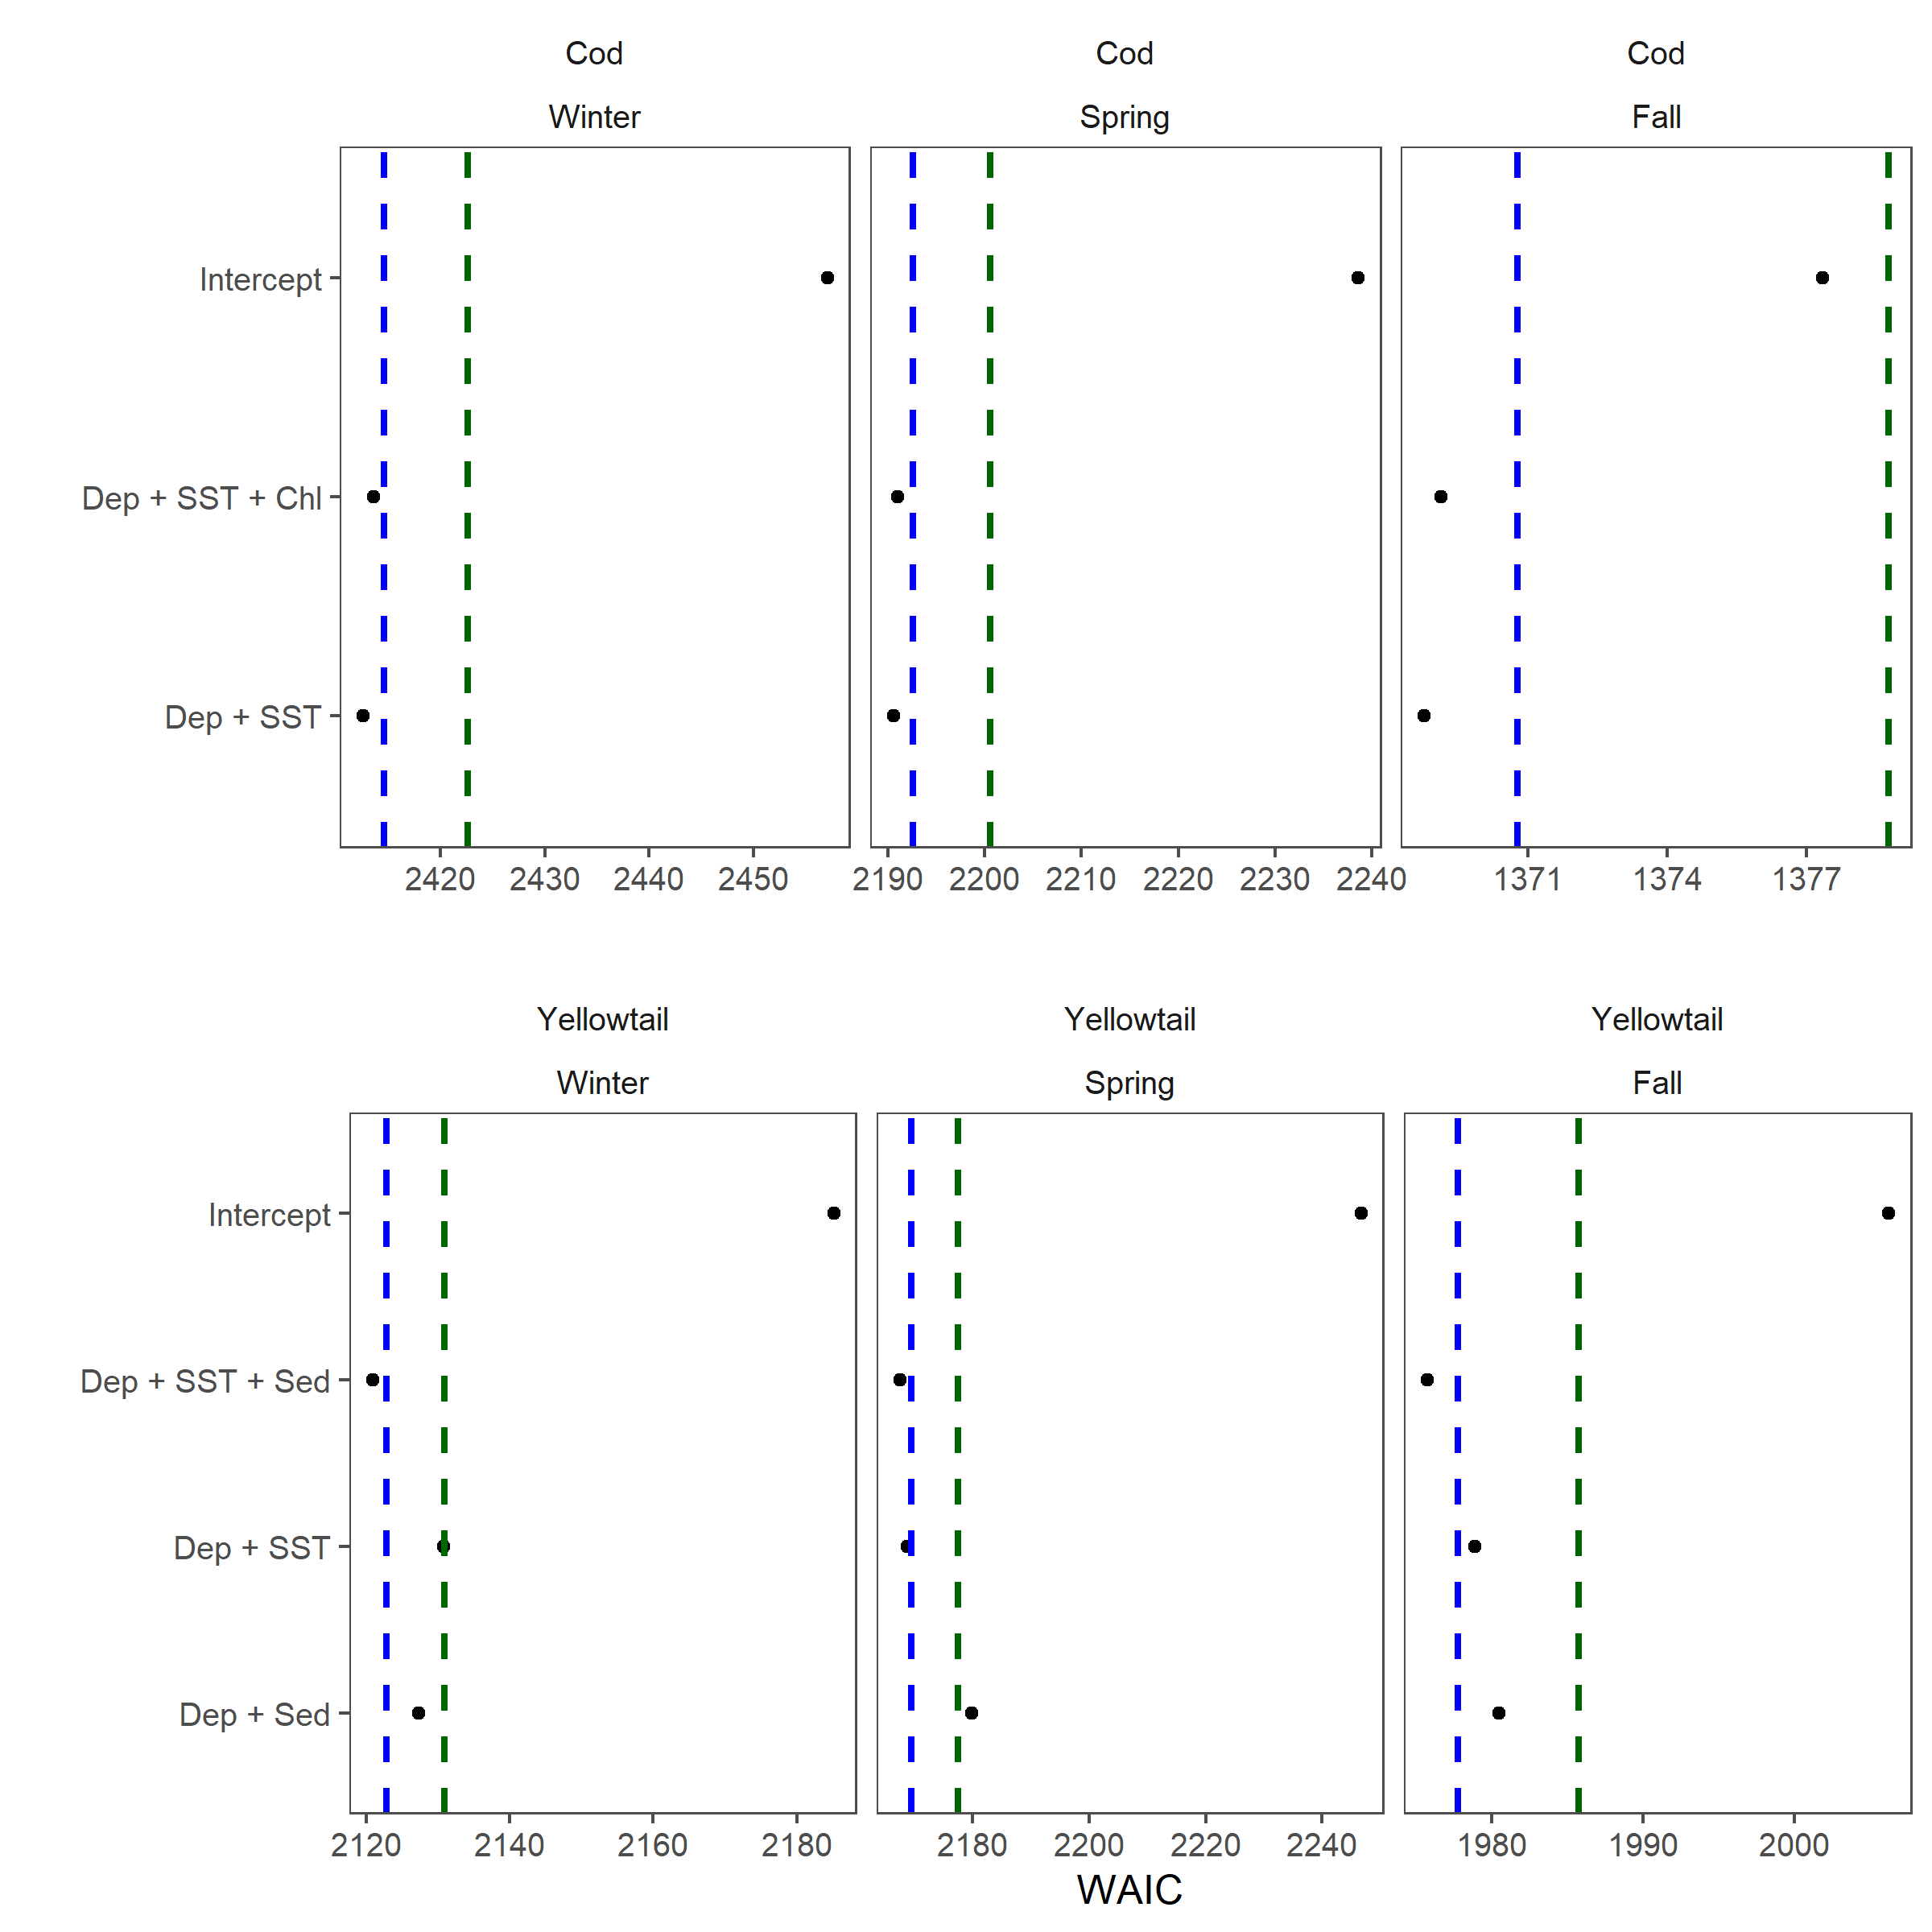 Cod Cod Cod
Winter Spring Fall
Intercept
Dep + SST + Chl
Dep + SST
2420 2430 2440 2450 2190 2200 2210 2220 2230 2240 1371 1374 1377
Yellowtail Yellowtail Yellowtail
Winter Spring Fall
Intercept
Dep + SST + Sed
Dep + SST
Dep + Sed
2120 2140 2160 2180 2180 2200 2220 2240 1980 1990 2000
WAIC